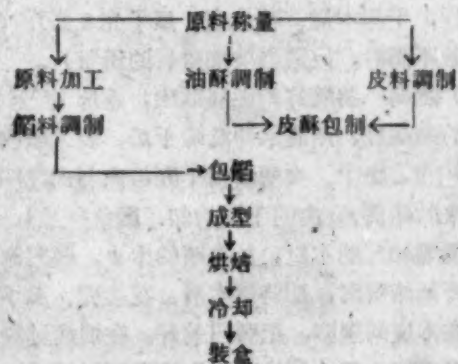 原料称量
原料加工 油酥調制 皮料調制
餡料調制 皮酥包制
包餡
成型
烘焙
冷却
裝盒